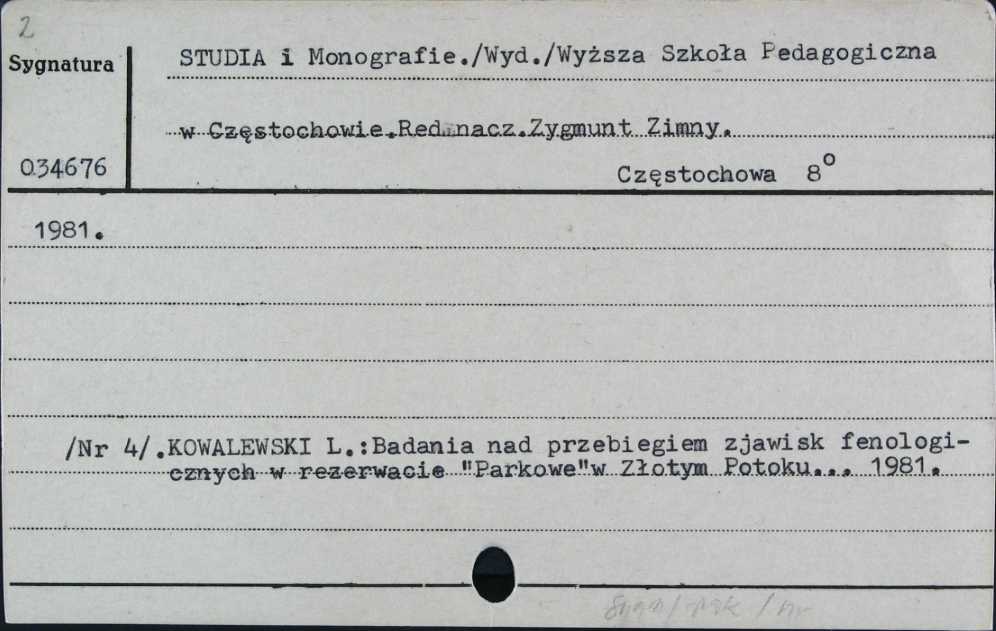 2
Sygnatura
STUDIA i Monografie./Wyd./Wyższa Szkoła Pedagogiczna
w Częstochowie.Red.nacz.Zygmunt Zimny.
034676
Częstochowa 8°
1981.
/Nr 4/.KOWALEWSKI L.:Badania nad przebiegiem zjawisk fenologi-
cznych w rezerwacie "Parkowe"w Złotym Potoku... 1981.